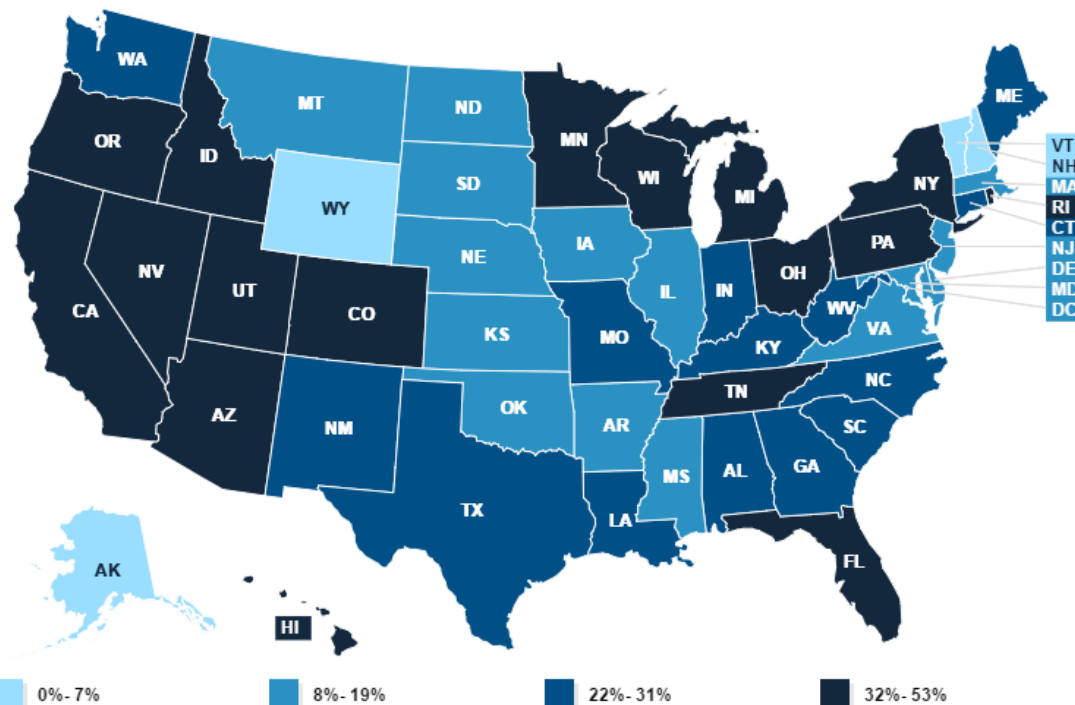 WA
ME
MT
ND
OR
MN
VT
ID
NH
WI
SD
MA
NY
MI
WY
RI
CT
PA
IA
NJ
NE
OH
DE
NV
UT
IL
IN
MD
CA
CO
WV
DC
KS
MO
VA
KY
NC
TN
AZ
OK
NM
AR
SC
GA
AL
MS
TX
LA
FL
AK
HI
0%- 7%
8%- 19%
22%- 31%
32%- 53%